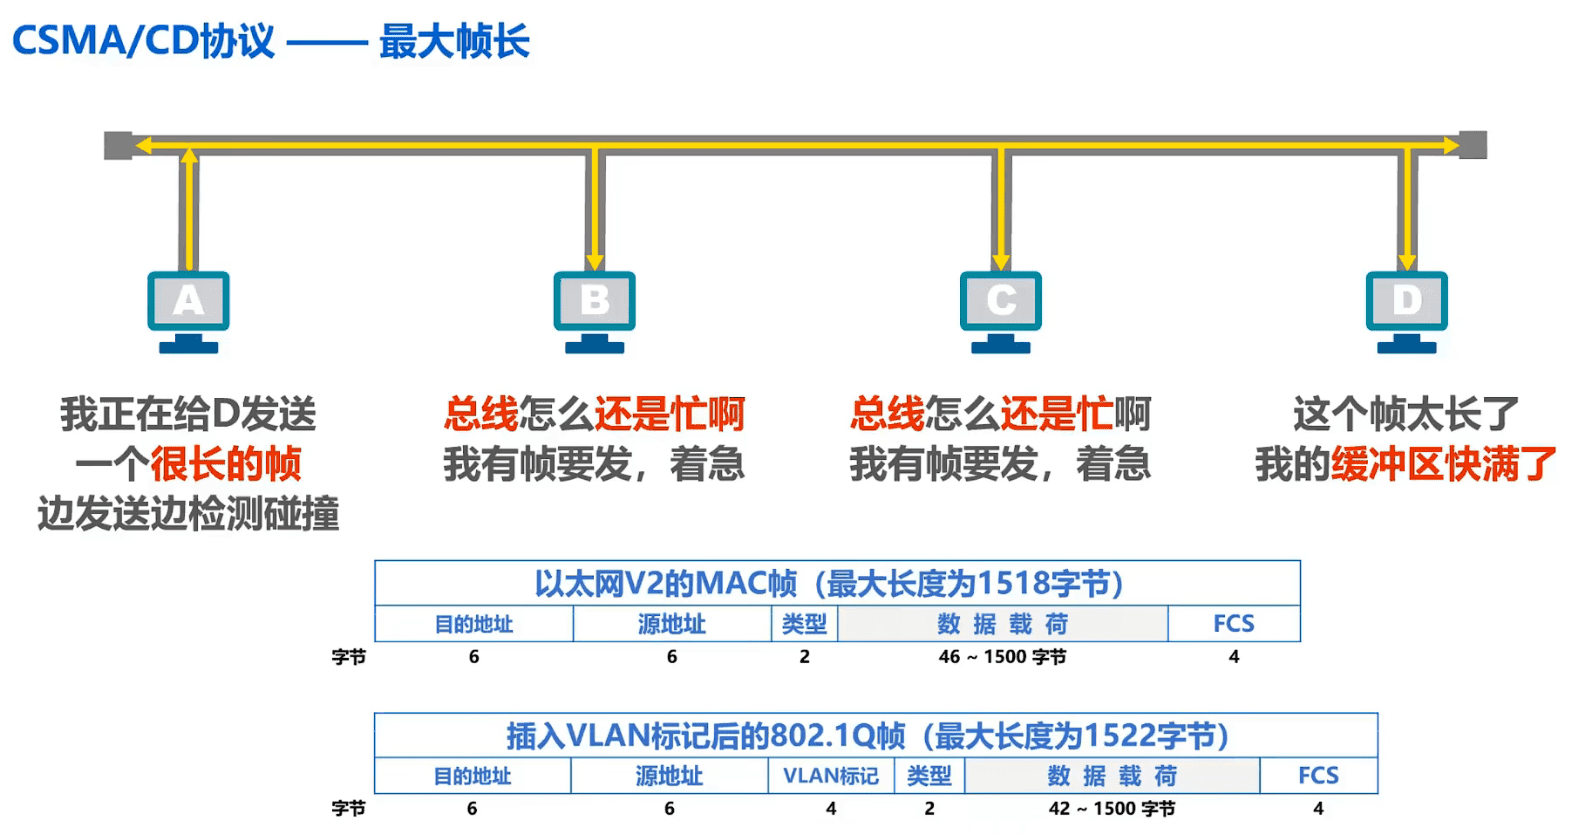 CSMA/CD协议 —— 最大帧长
A
B
C
D
我正在给D发送
一个很长的帧
边发送边检测碰撞
总线怎么还是忙啊
我有帧要发，着急
总线怎么还是忙啊
我有帧要发，着急
这个帧太长了
我的缓冲区快满了
以太网V2的MAC帧（最大长度为1518字节）
目的地址 源地址 类型 数 据 载 荷 FCS
字节 6 6 2 46 ~ 1500 字节 4
插入VLAN标记后的802.1Q帧（最大长度为1522字节）
目的地址 源地址 VLAN标记 类型 数 据 载 荷 FCS
字节 6 6 4 2 42 ~ 1500 字节 4